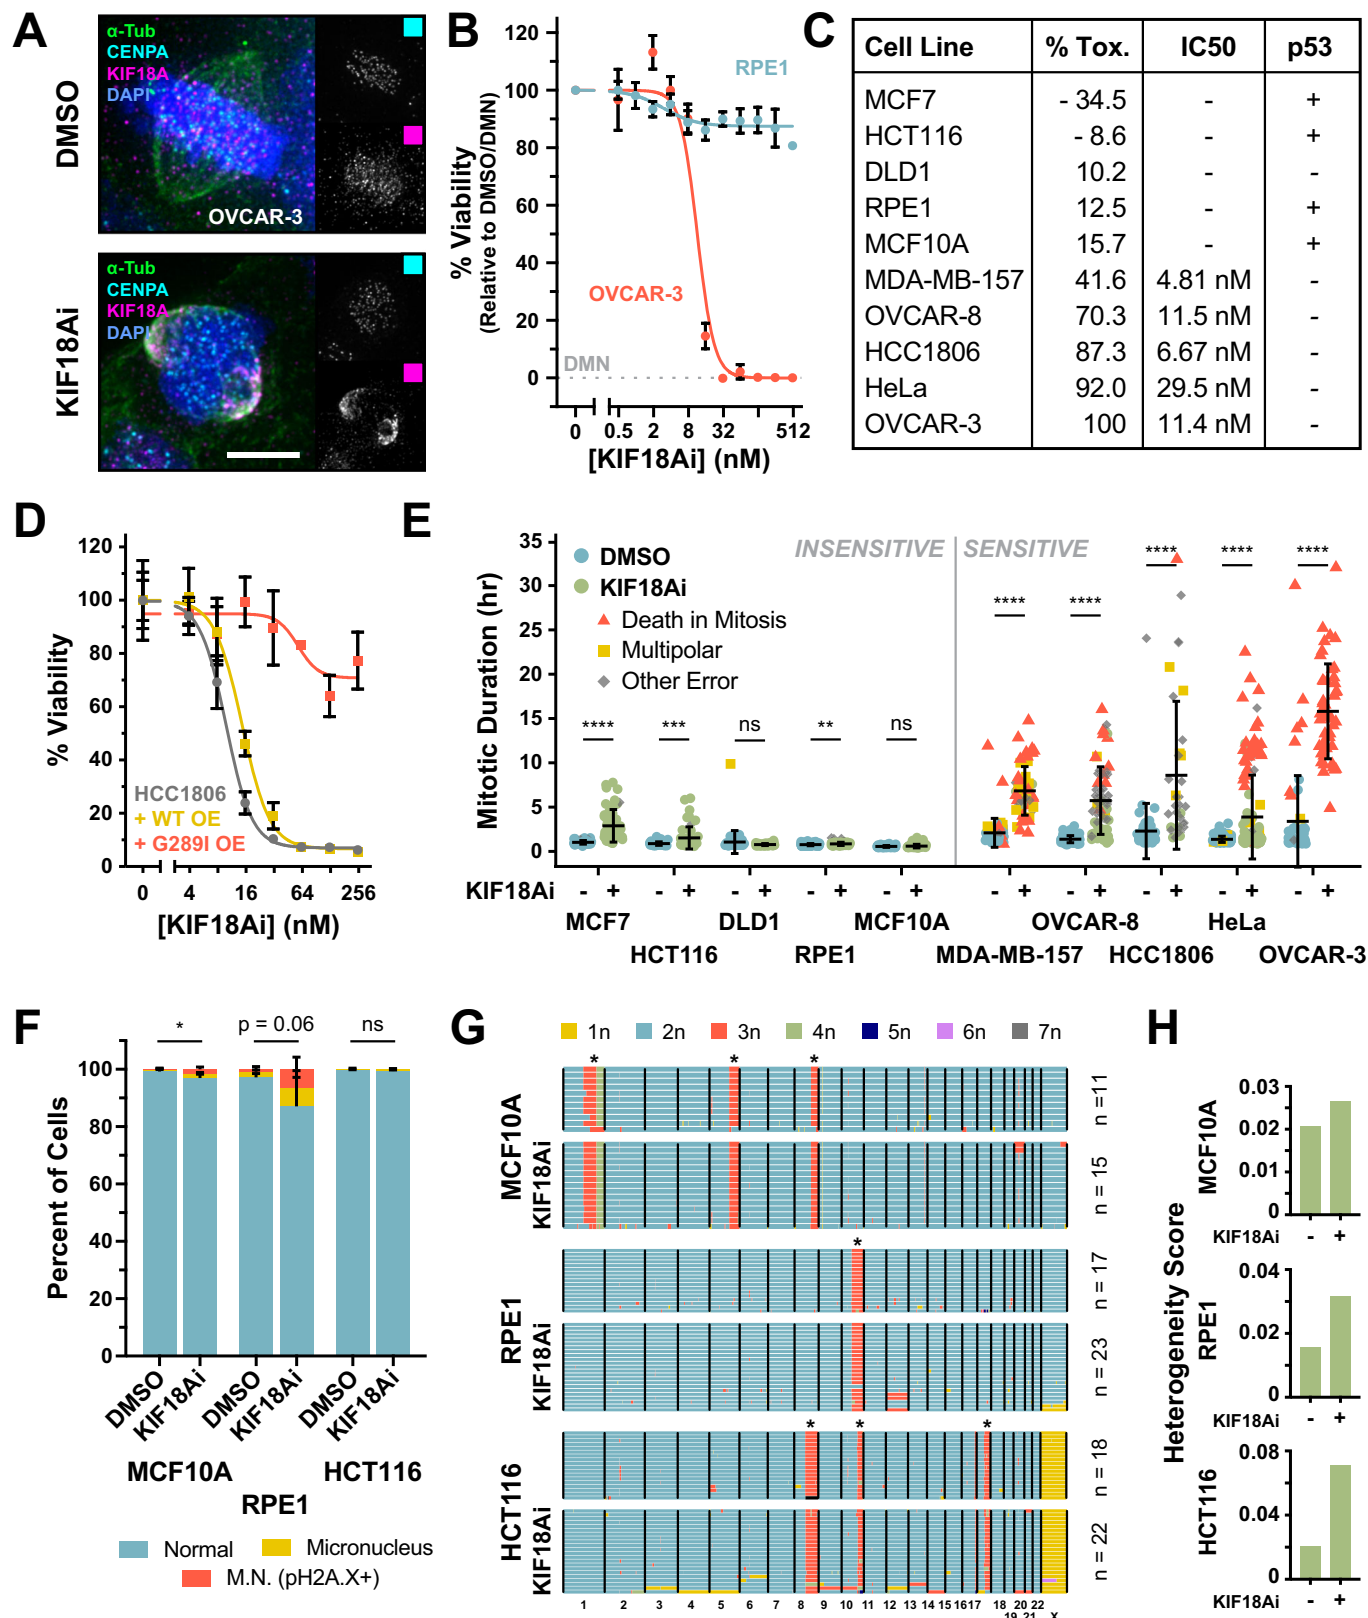 A
DMSO
α-Tub
CENPA
KIF18A
DAPI
OVCAR-3
KIF18Ai
α-Tub
CENPA
KIF18A
DAPI
B
% Viability
(Relative to DMSO/DMN)
120
100
80
60
40
20
0
RPE1
OVCAR-3
DMN
0 0.5 2 8 32 512
[KIF18Ai] (nM)
C
Cell Line % Tox. IC50 p53
MCF7 - 34.5 - +
HCT116 - 8.6 - +
DLD1 10.2 - -
RPE1 12.5 - +
MCF10A 15.7 - +
MDA-MB-157 41.6 4.81 nM -
OVCAR-8 70.3 11.5 nM -
HCC1806 87.3 6.67 nM -
HeLa 92.0 29.5 nM -
OVCAR-3 100 11.4 nM -
D
% Viability
120
100
80
60
40
20
0
HCC1806
+ WT OE
+ G289I OE
0 4 16 64 256
[KIF18Ai] (nM)
E
Mitotic Duration (hr)
35
30
25
20
15
10
5
0
DMSO
KIF18Ai
Death in Mitosis
Multipolar
Other Error
INSENSITIVE SENSITIVE
**** *** ns ** ns **** **** **** **** ****
KIF18Ai - + - + - + - + - + - + - + - + - + - +
MCF7 DLD1 MCF10A OVCAR-8 HeLa
HCT116 RPE1 MDA-MB-157 HCC1806 OVCAR-3
F
Percent of Cells
100
80
60
40
20
0
* p = 0.06 ns
DMSO KIF18Ai DMSO KIF18Ai DMSO KIF18Ai
MCF10A HCT116
RPE1
Normal Micronucleus
M.N. (pH2A.X+)
G
1n 2n 3n 4n 5n 6n 7n
* * *
MCF10A
KIF18Ai
n =11
n = 15
*
RPE1
KIF18Ai
n = 17
n = 23
* * *
HCT116
KIF18Ai
n = 18
n = 22
1 2 3 4 5 6 7 8 9 10 11 12 13 14 15 16 17 18 20 22
19 21 X
H
Heterogeneity Score
MCF10A
0.03
0.02
0.01
0
KIF18Ai - +
RPE1
0.04
0.02
0
KIF18Ai - +
HCT116
0.08
0.04
0
KIF18Ai - +